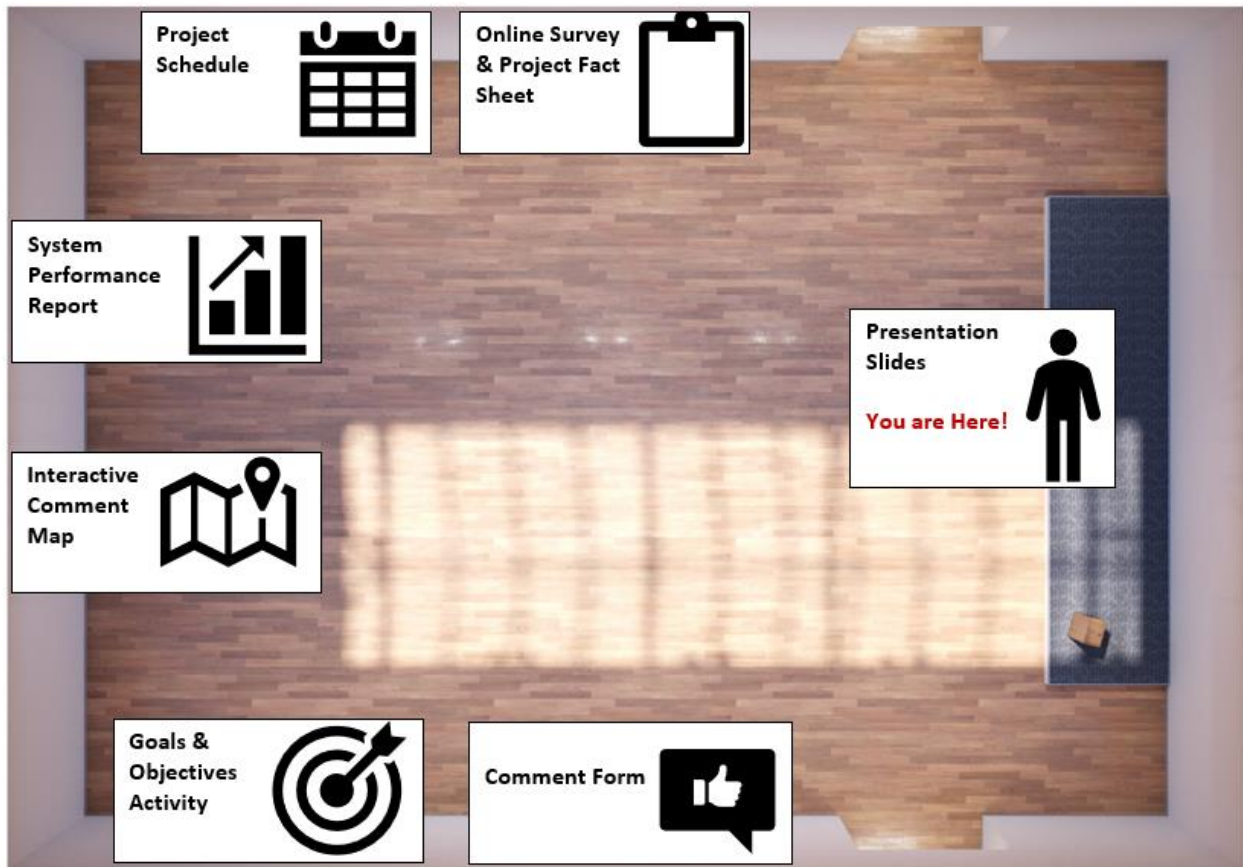 Project
Schedule
Online Survey
& Project Fact
Sheet
System
Performance
Report
Presentation
Slides
You are Here!
Interactive
Comment
Map
Goals &
Objectives
Activity
Comment Form